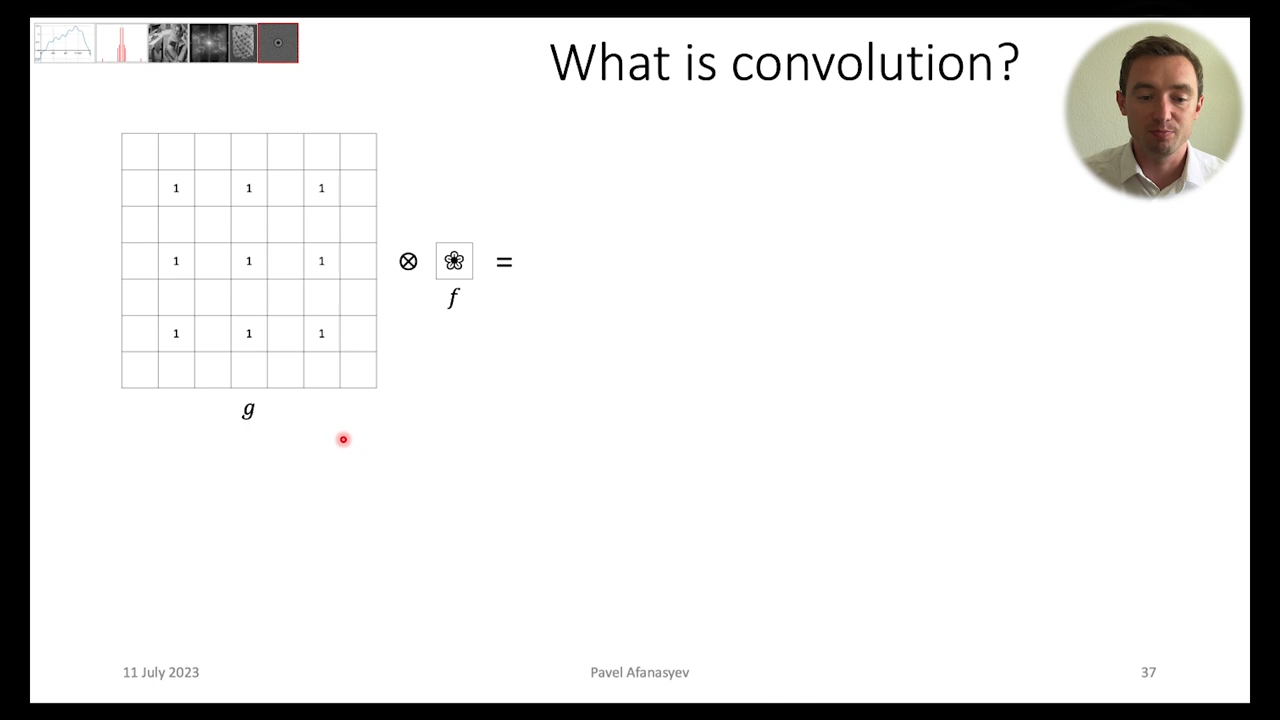 What is convolution?
1 1 1
1 1 1
1 1 1
⊗ =
f
g
11 July 2023
Pavel Afanasyev
37